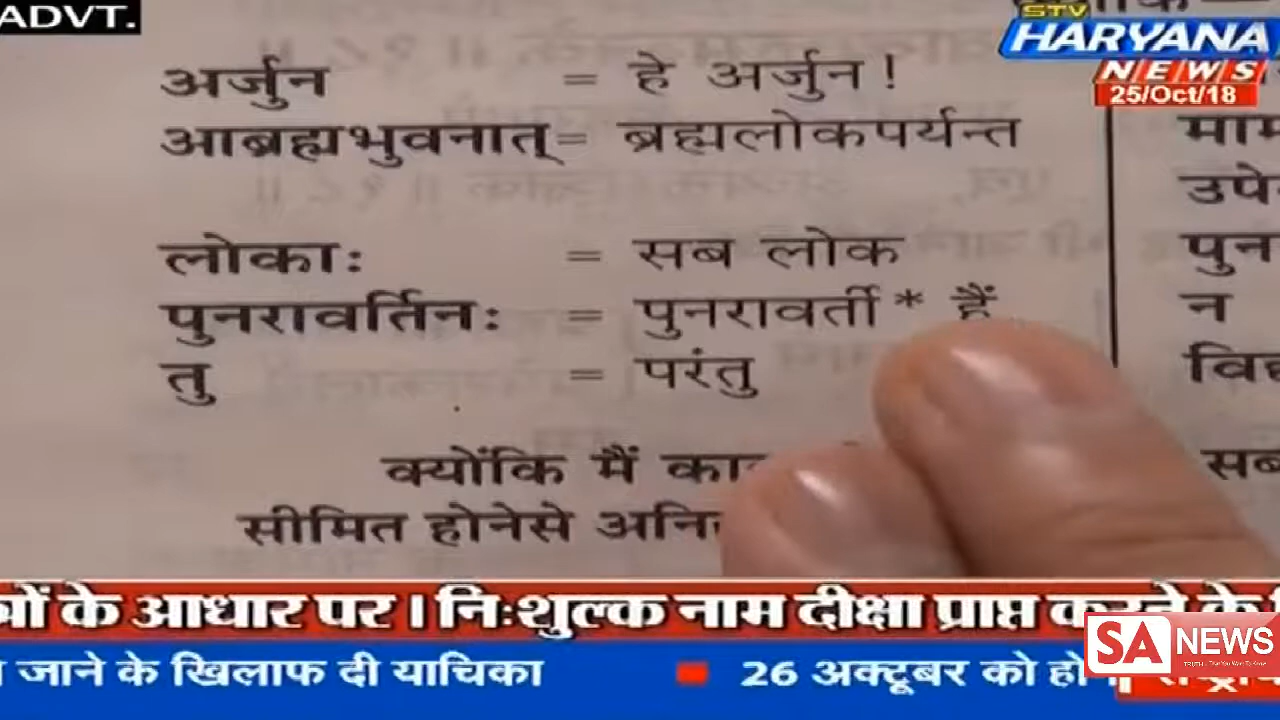 ADVT.
STV
HARYANA
NEWS
25/Oct/18
अर्जुन = हे अर्जुन!
आब्रह्मभुवनात् = ब्रह्मलोकपर्यन्त
लोकाः = सब लोक
पुनरावर्तिनः = पुनरावर्ती * हैं
तु = परंतु
क्योंकि मैं
सीमित होनेसे
न
के आधार पर । निःशुल्क नाम दीक्षा प्राप्त करने के
जाने के खिलाफ दी याचिका
26 अक्टूबर को
SA NEWS